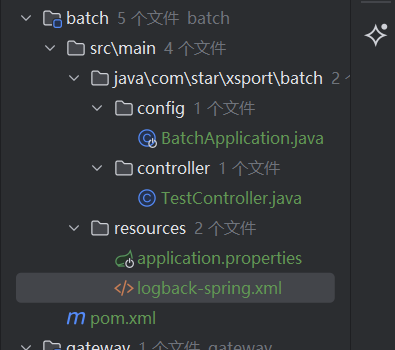 batch 5 个文件 batch
src\main 4 个文件
java\com\star\xsport\batch 2
config 1 个文件
BatchApplication.java
controller 1 个文件
TestController.java
resources 2 个文件
application.properties
logback-spring.xml
pom.xml
gateway 1 个文件 gateway